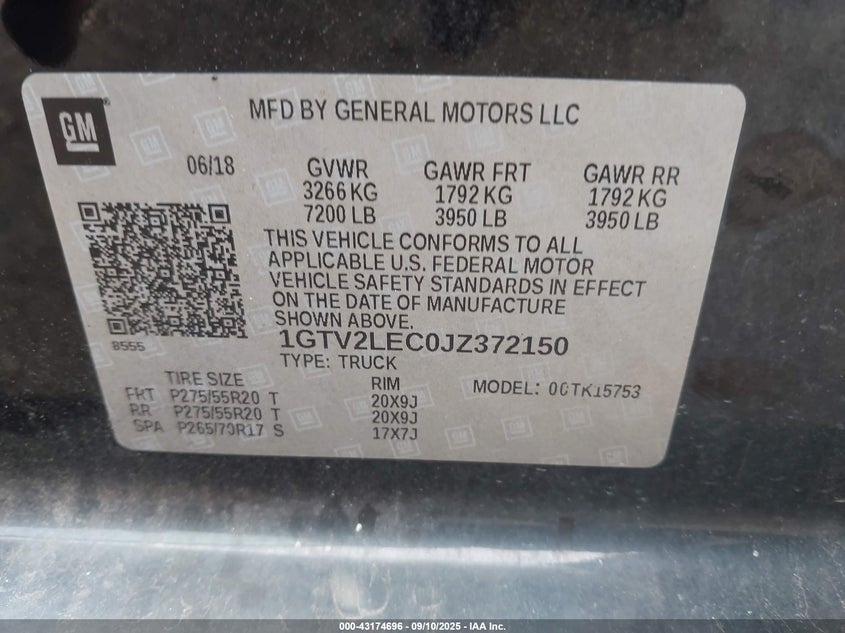 GM
MFD BY GENERAL MOTORS LLC
06/18 GVWR GAWR FRT GAWR RR
3266 KG 1792 KG 1792 KG
7200 LB 3950 LB 3950 LB
THIS VEHICLE CONFORMS TO ALL
APPLICABLE U.S. FEDERAL MOTOR
VEHICLE SAFETY STANDARDS IN EFFECT
ON THE DATE OF MANUFACTURE
SHOWN ABOVE.
8555
1GTV2LEC0JZ372150
TYPE: TRUCK
TIRE SIZE RIM MODEL: 00TK15753
FRT P275/55R20 T 20X9J
RR P275/55R20 T 20X9J
SPA P265/70R17 S 17X7J
000-43174696 - 09/10/2025 - IAA Inc.